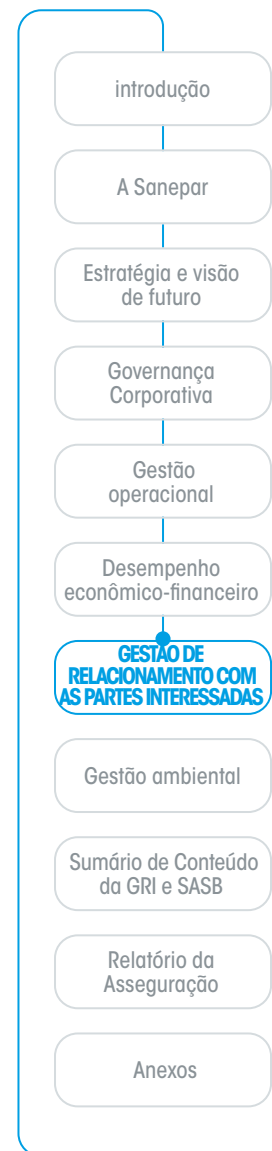 introdução
A Sanepar
Estratégia e visão
de futuro
Governança
Corporativa
Gestão
operacional
Desempenho
econômico-financeiro
GESTÃO DE
RELACIONAMENTO COM
AS PARTES INTERESSADAS
Gestão ambiental
Sumário de Conteúdo
da GRI e SASB
Relatório da
Asseguração
Anexos